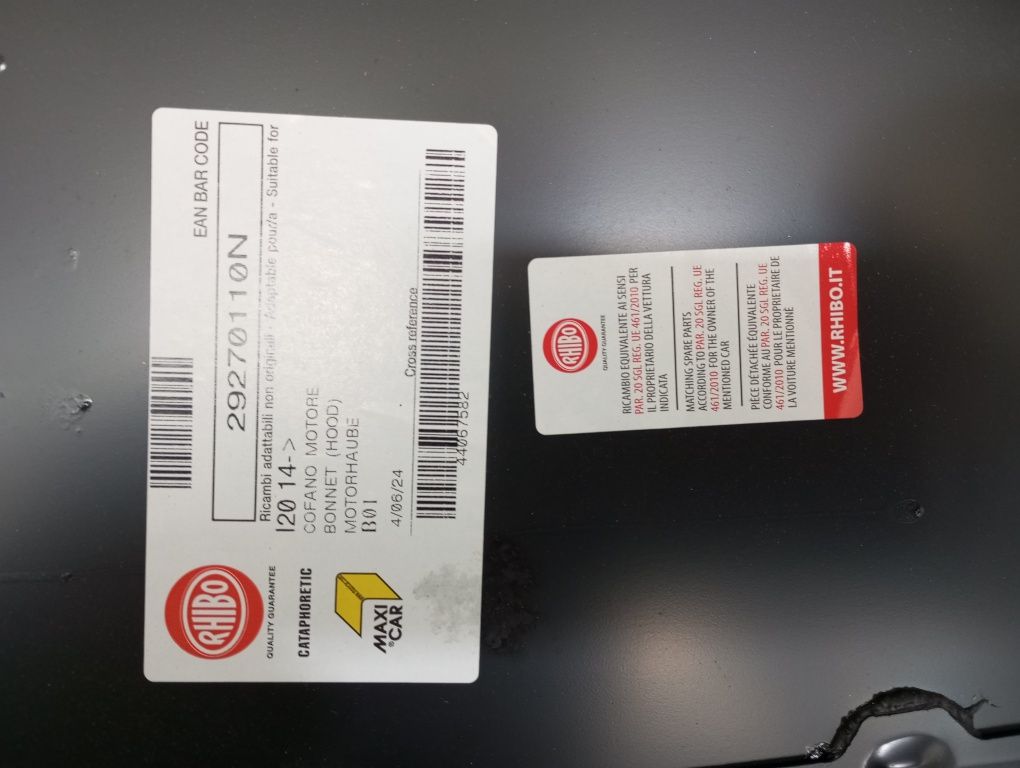 EAN BAR CODE
29270110N
Ricambi adattabili non originali - Adaptable pour/a - Suitable for
I20 14->
COFANO MOTORE
BONNET (HOOD)
MOTORHAUBE
B01
4/06/24
Cross reference
44067582
RHIBO
QUALITY GUARANTEE
CATAPHORETIC
MAXI
®CAR
RHIBO
QUALITY GUARANTEE
RICAMBIO EQUIVALENTE AI SENSI
PAR. 20 SGL REG. UE 461/2010 PER
IL PROPRIETARIO DELLA VETTURA
INDICATA
MATCHING SPARE PARTS
ACCORDING TO PAR. 20 SGL REG. UE
461/2010 FOR THE OWNER OF THE
MENTIONED CAR
PIECE DÉTACHÉE ÉQUIVALENTE
CONFORME AU PAR. 20 SGL REG. UE
461/2010 POUR LE PROPRIETAIRE DE
LA VOITURE MENTIONNÉ
WWW.RHIBO.IT